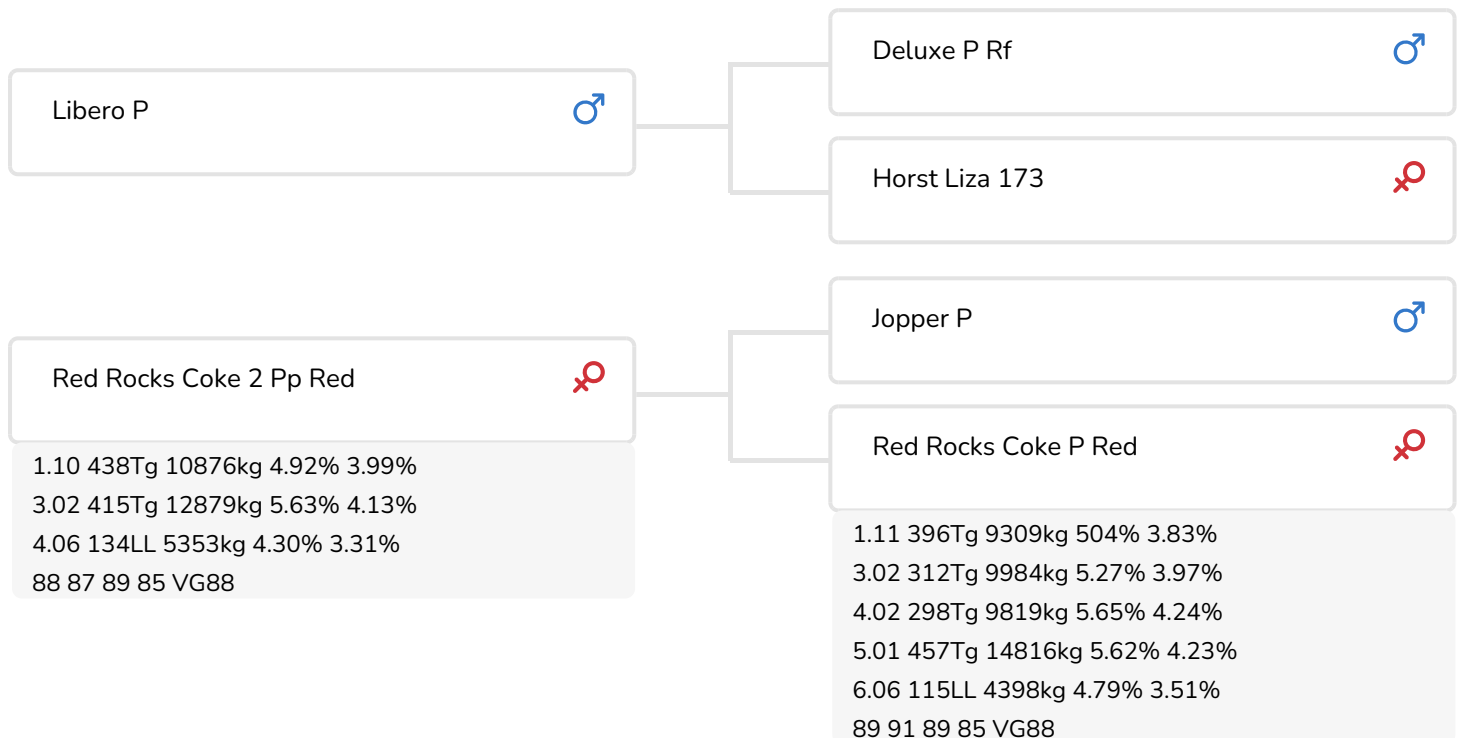 Libero P
Deluxe P Rf
Horst Liza 173
Red Rocks Coke 2 Pp Red
1.10 438Tg 10876kg 4.92% 3.99%
3.02 415Tg 12879kg 5.63% 4.13%
4.06 134LL 5353kg 4.30% 3.31%
88 87 89 85 VG88
Jopper P
Red Rocks Coke P Red
1.11 396Tg 9309kg 504% 3.83%
3.02 312Tg 9984kg 5.27% 3.97%
4.02 298Tg 9819kg 5.65% 4.24%
5.01 457Tg 14816kg 5.62% 4.23%
6.06 115LL 4398kg 4.79% 3.51%
89 91 89 85 VG88